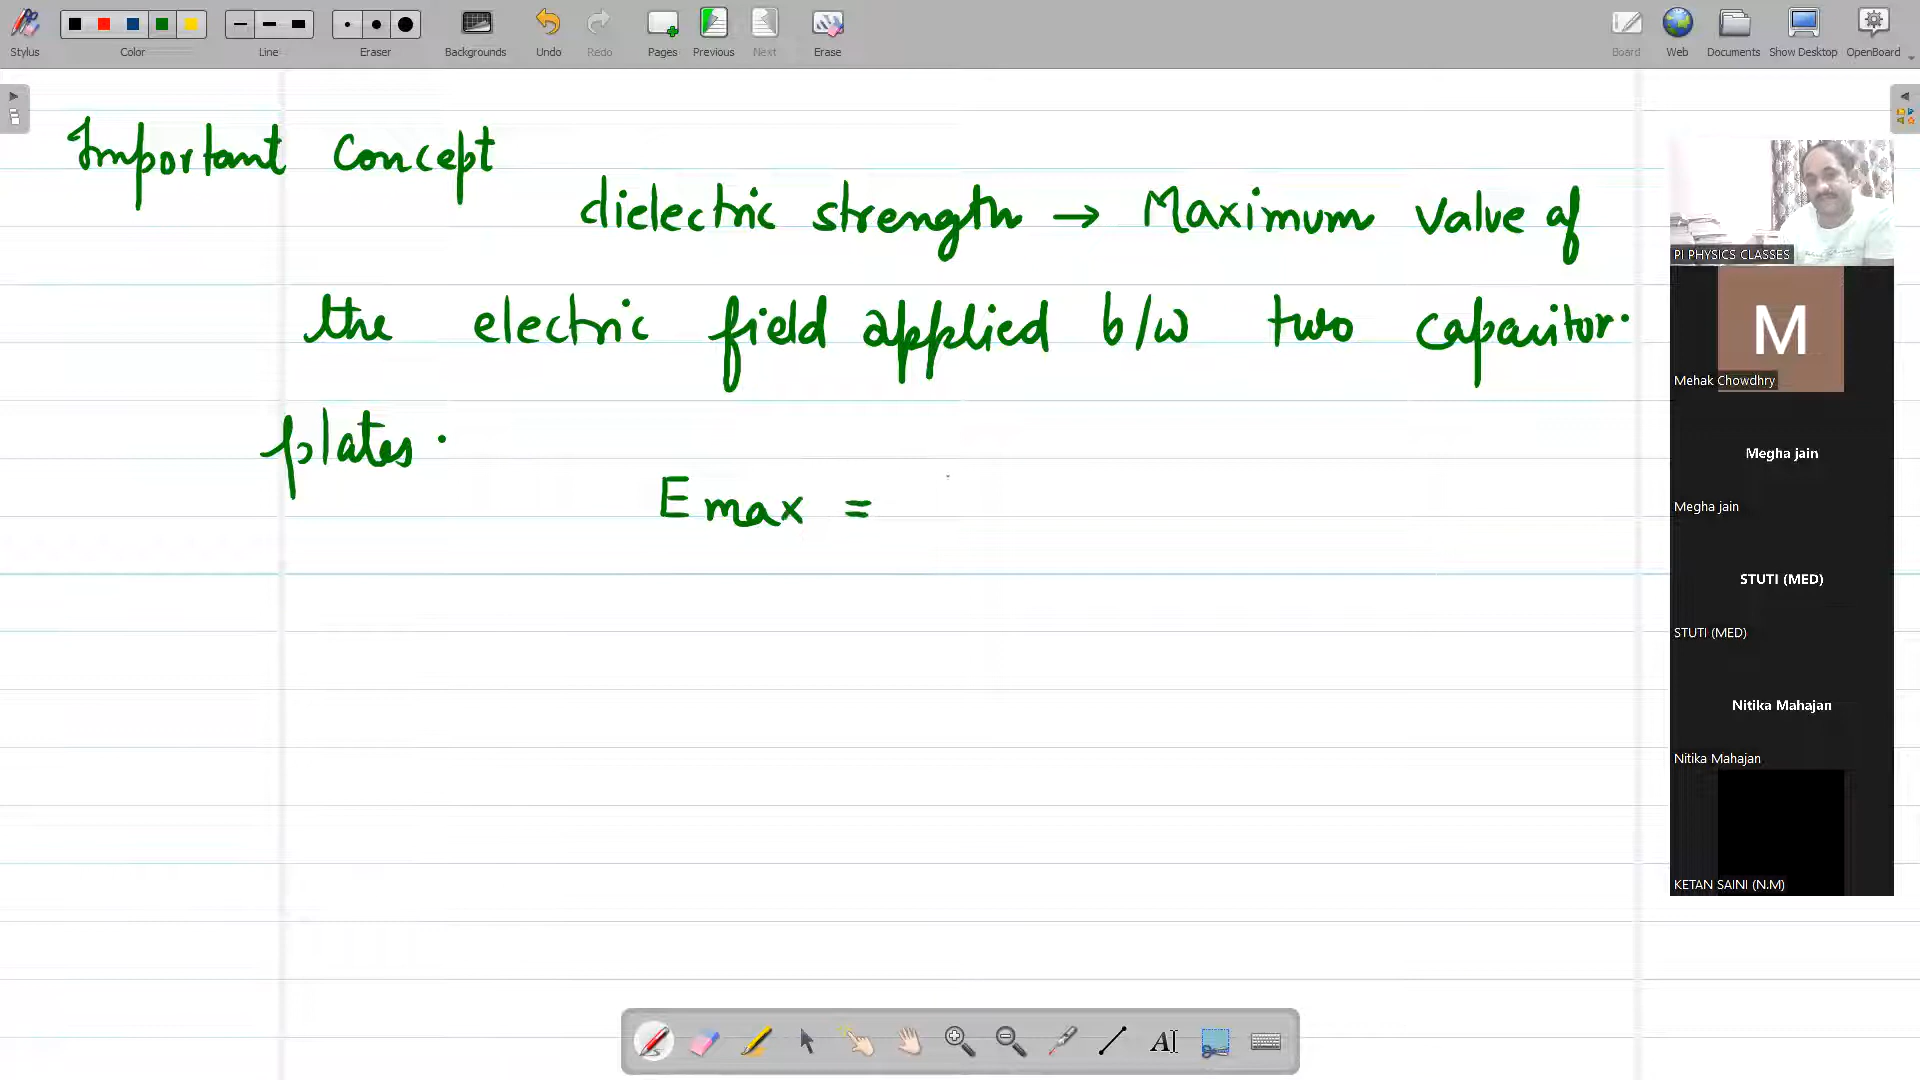 Stylus
Color
Line
Eraser
Backgrounds
Undo
Redo
Pages
Previous
Next
Erase
Board
Web
Documents
Show Desktop
OpenBoard
Important Concept
dielectric strength → Maximum value of
the electric field applied b/w two capacitor
plates.
E max =
PI PHYSICS CLASSES
M
Mehak Chowdhry
Megha jain
Megha jain
STUTI (MED)
STUTI (MED)
Nitika Mahajan
Nitika Mahajan
KETAN SAINI (N.M)